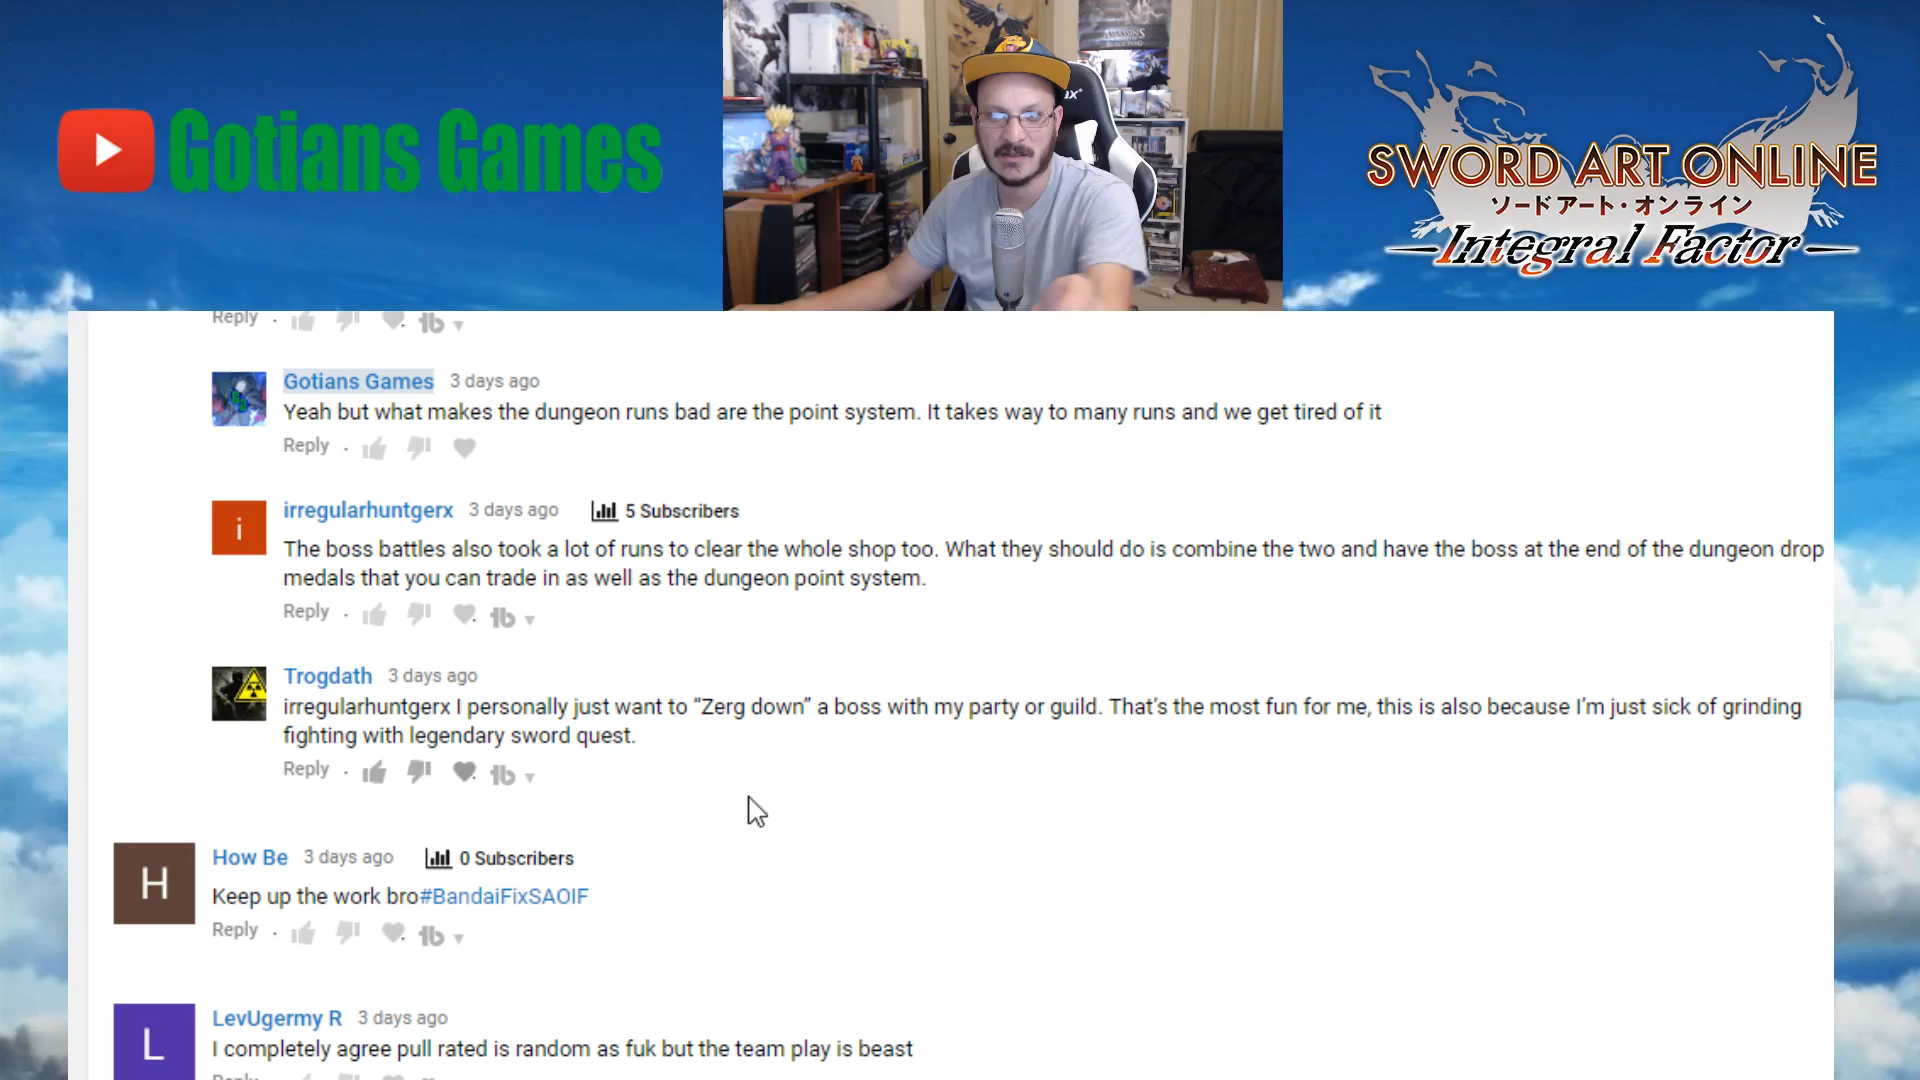 Gotians Games
ASSASSIN'S
SWORD ART ONLINE
ソードアート・オンライン
Integral Factor
Reply
Gotians Games 3 days ago
Yeah but what makes the dungeon runs bad are the point system. It takes way to many runs and we get tired of it
Reply
i
irregularhuntgerx 3 days ago 5 Subscribers
The boss battles also took a lot of runs to clear the whole shop too. What they should do is combine the two and have the boss at the end of the dungeon drop
medals that you can trade in as well as the dungeon point system.
Reply
Trogdath 3 days ago
irregularhuntgerx I personally just want to “Zerg down” a boss with my party or guild. That’s the most fun for me, this is also because I’m just sick of grinding
fighting with legendary sword quest.
Reply
H
How Be 3 days ago 0 Subscribers
Keep up the work bro#BandaiFixSAOIF
Reply
L
LevUgermy R 3 days ago
I completely agree pull rated is random as fuk but the team play is beast
Reply